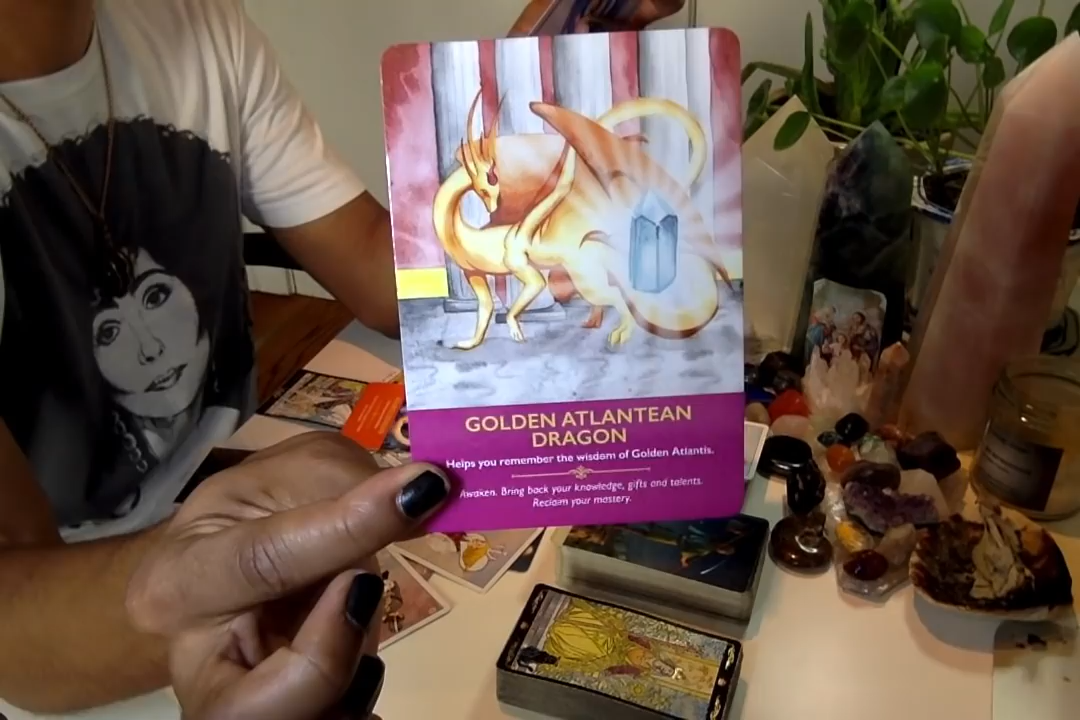 GOLDEN ATLANTEAN
DRAGON
Helps you remember the wisdom of Golden Atlantis.
Awaken. Bring back your knowledge, gifts and talents.
Reclaim your mastery.